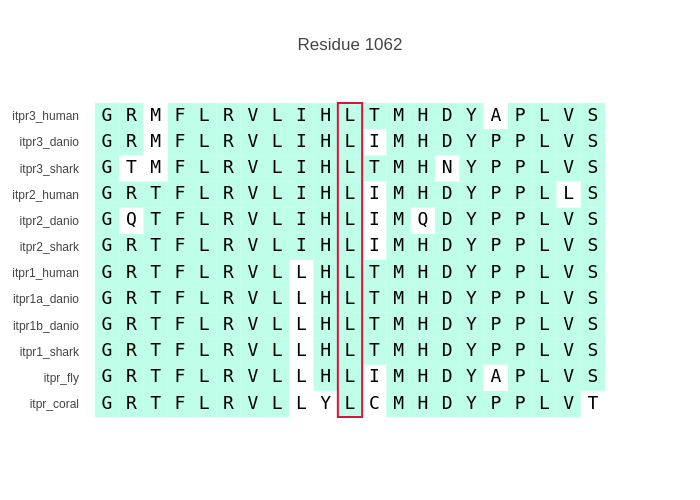 Residue 1062
itpr3_human G R M F L R V L I H L T M H D Y A P L V S
itpr3_danio G R M F L R V L I H L I M H D Y P P L V S
itpr3_shark G T M F L R V L I H L T M H N Y P P L V S
itpr2_human G R T F L R V L I H L I M H D Y P P L L S
itpr2_danio G Q T F L R V L I H L I M Q D Y P P L V S
itpr2_shark G R T F L R V L I H L I M H D Y P P L V S
itpr1_human G R T F L R V L L H L T M H D Y P P L V S
itpr1a_danio G R T F L R V L L H L T M H D Y P P L V S
itpr1b_danio G R T F L R V L L H L T M H D Y P P L V S
itpr1_shark G R T F L R V L L H L T M H D Y P P L V S
itpr_fly G R T F L R V L L H L I M H D Y A P L V S
itpr_coral G R T F L R V L L Y L C M H D Y P P L V T